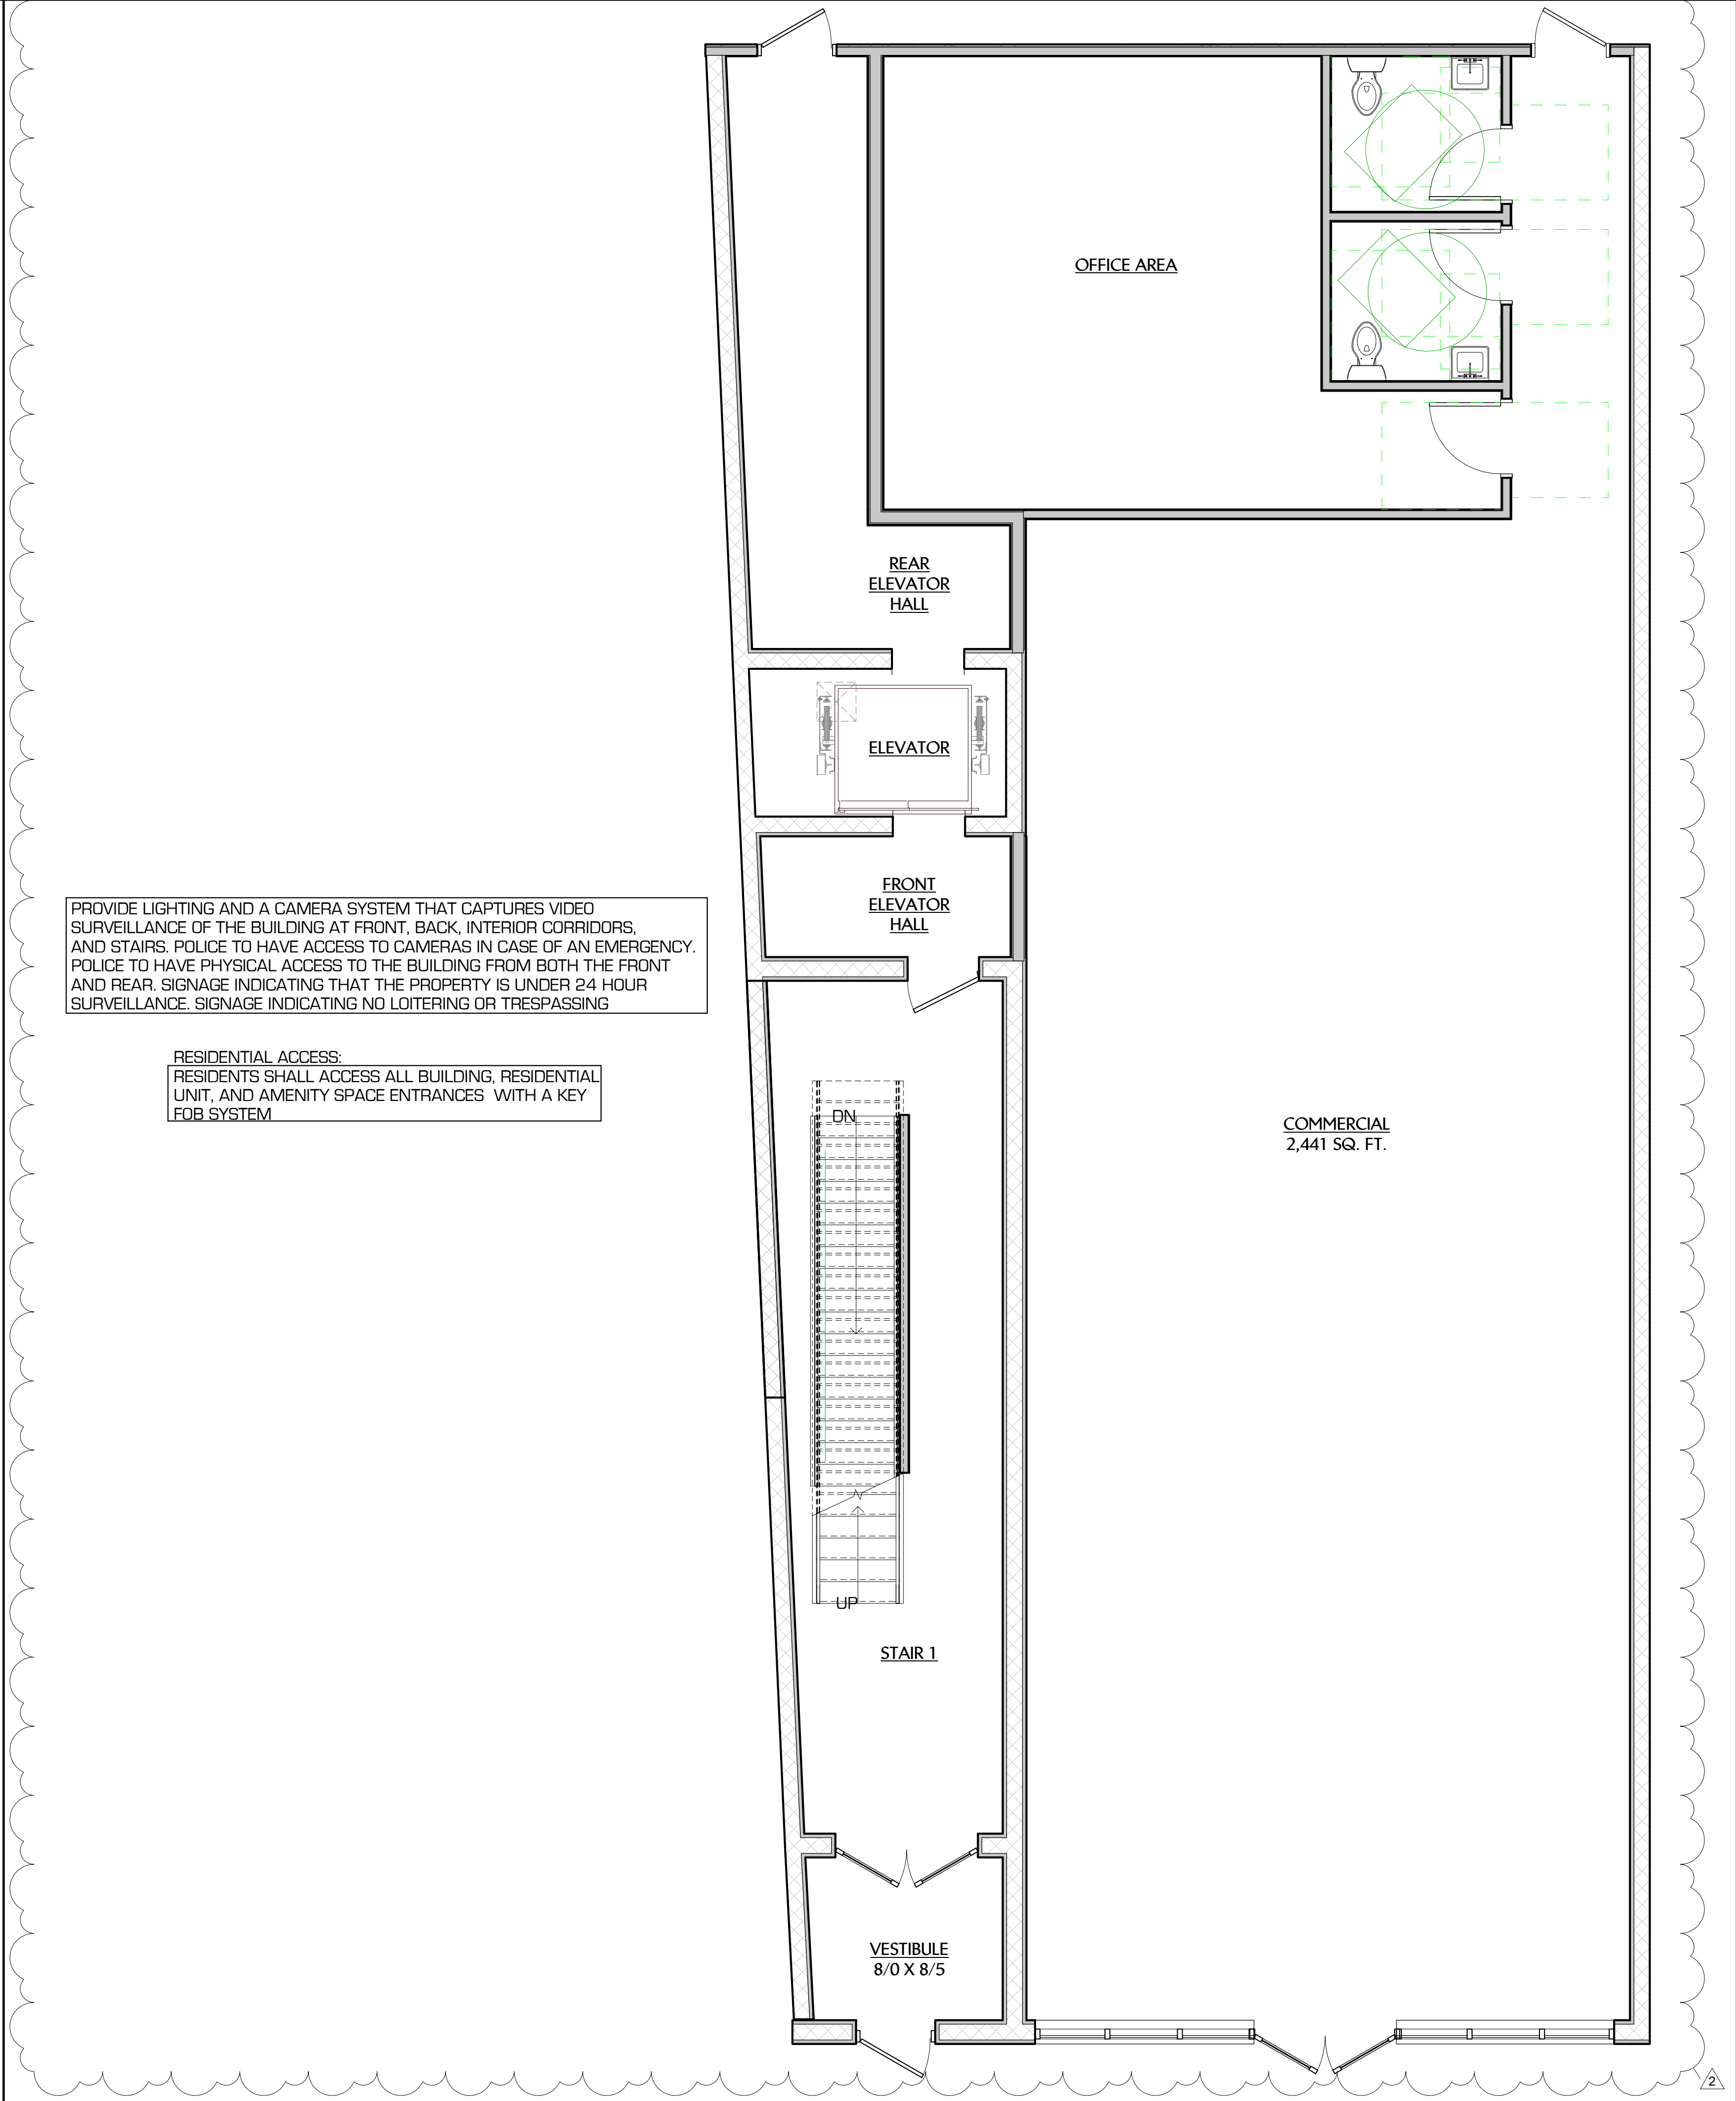 OFFICE AREA
REAR
ELEVATOR
HALL
ELEVATOR
FRONT
ELEVATOR
HALL
PROVIDE LIGHTING AND A CAMERA SYSTEM THAT CAPTURES VIDEO
SURVEILLANCE OF THE BUILDING AT FRONT, BACK, INTERIOR CORRIDORS,
AND STAIRS. POLICE TO HAVE ACCESS TO CAMERAS IN CASE OF AN EMERGENCY.
POLICE TO HAVE PHYSICAL ACCESS TO THE BUILDING FROM BOTH THE FRONT
AND REAR. SIGNAGE INDICATING THAT THE PROPERTY IS UNDER 24 HOUR
SURVEILLANCE. SIGNAGE INDICATING NO LOITERING OR TRESPASSING
RESIDENTIAL ACCESS:
RESIDENTS SHALL ACCESS ALL BUILDING, RESIDENTIAL
UNIT, AND AMENITY SPACE ENTRANCES WITH A KEY
FOB SYSTEM
DN
COMMERCIAL
2,441 SQ. FT.
UP
STAIR 1
VESTIBULE
8/0 X 8/5
2